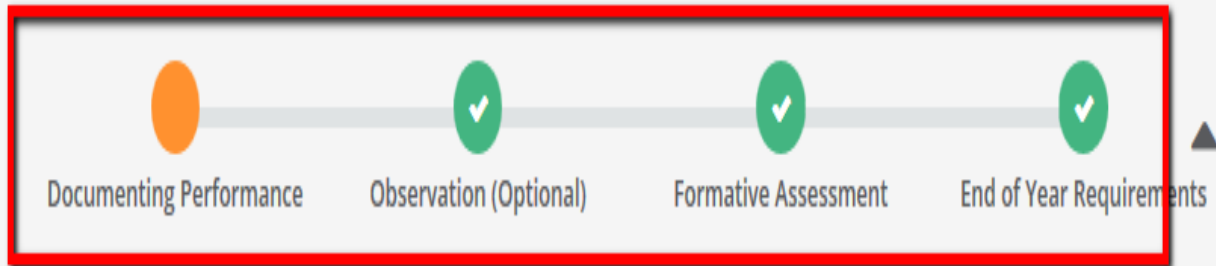 Documenting Performance
Observation (Optional)
Formative Assessment
End of Year Requirements